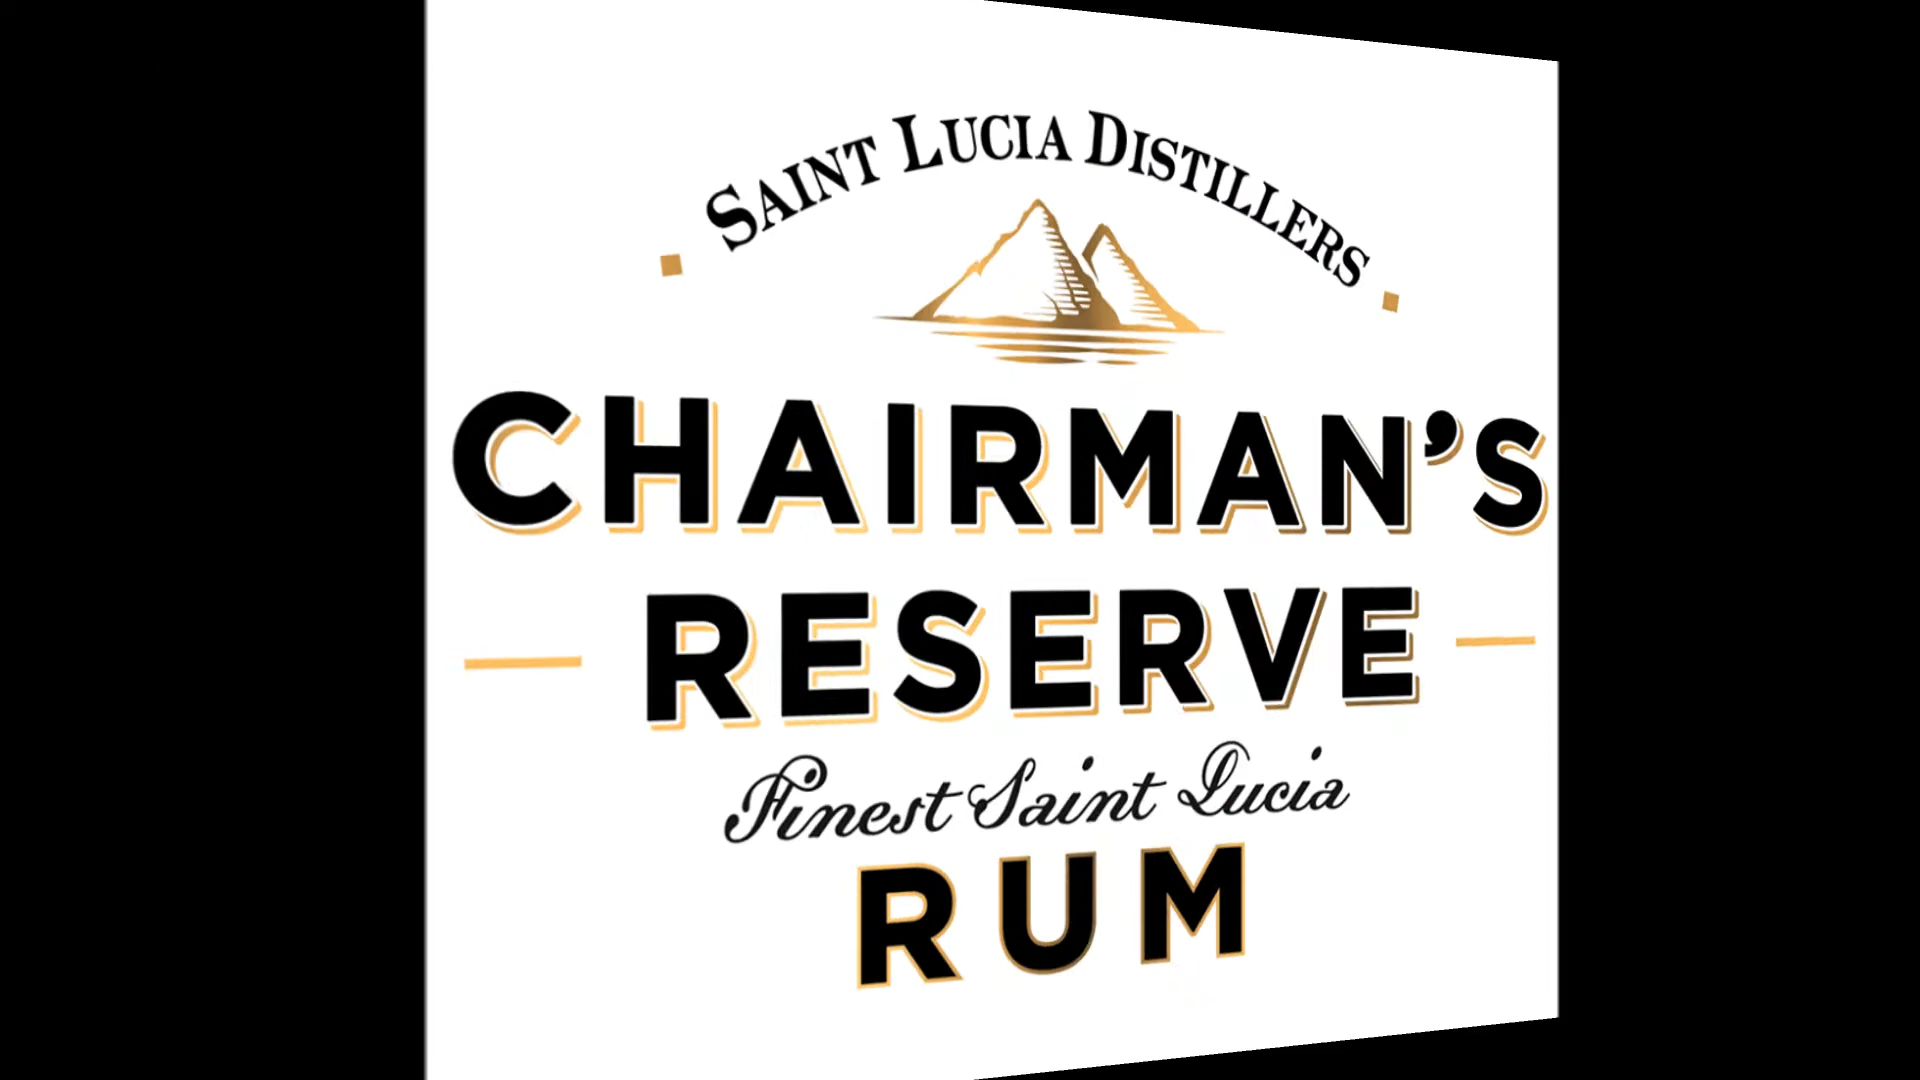 SAINT LUCIA DISTILLERS
CHAIRMAN'S
RESERVE
Finest Saint Lucia
RUM